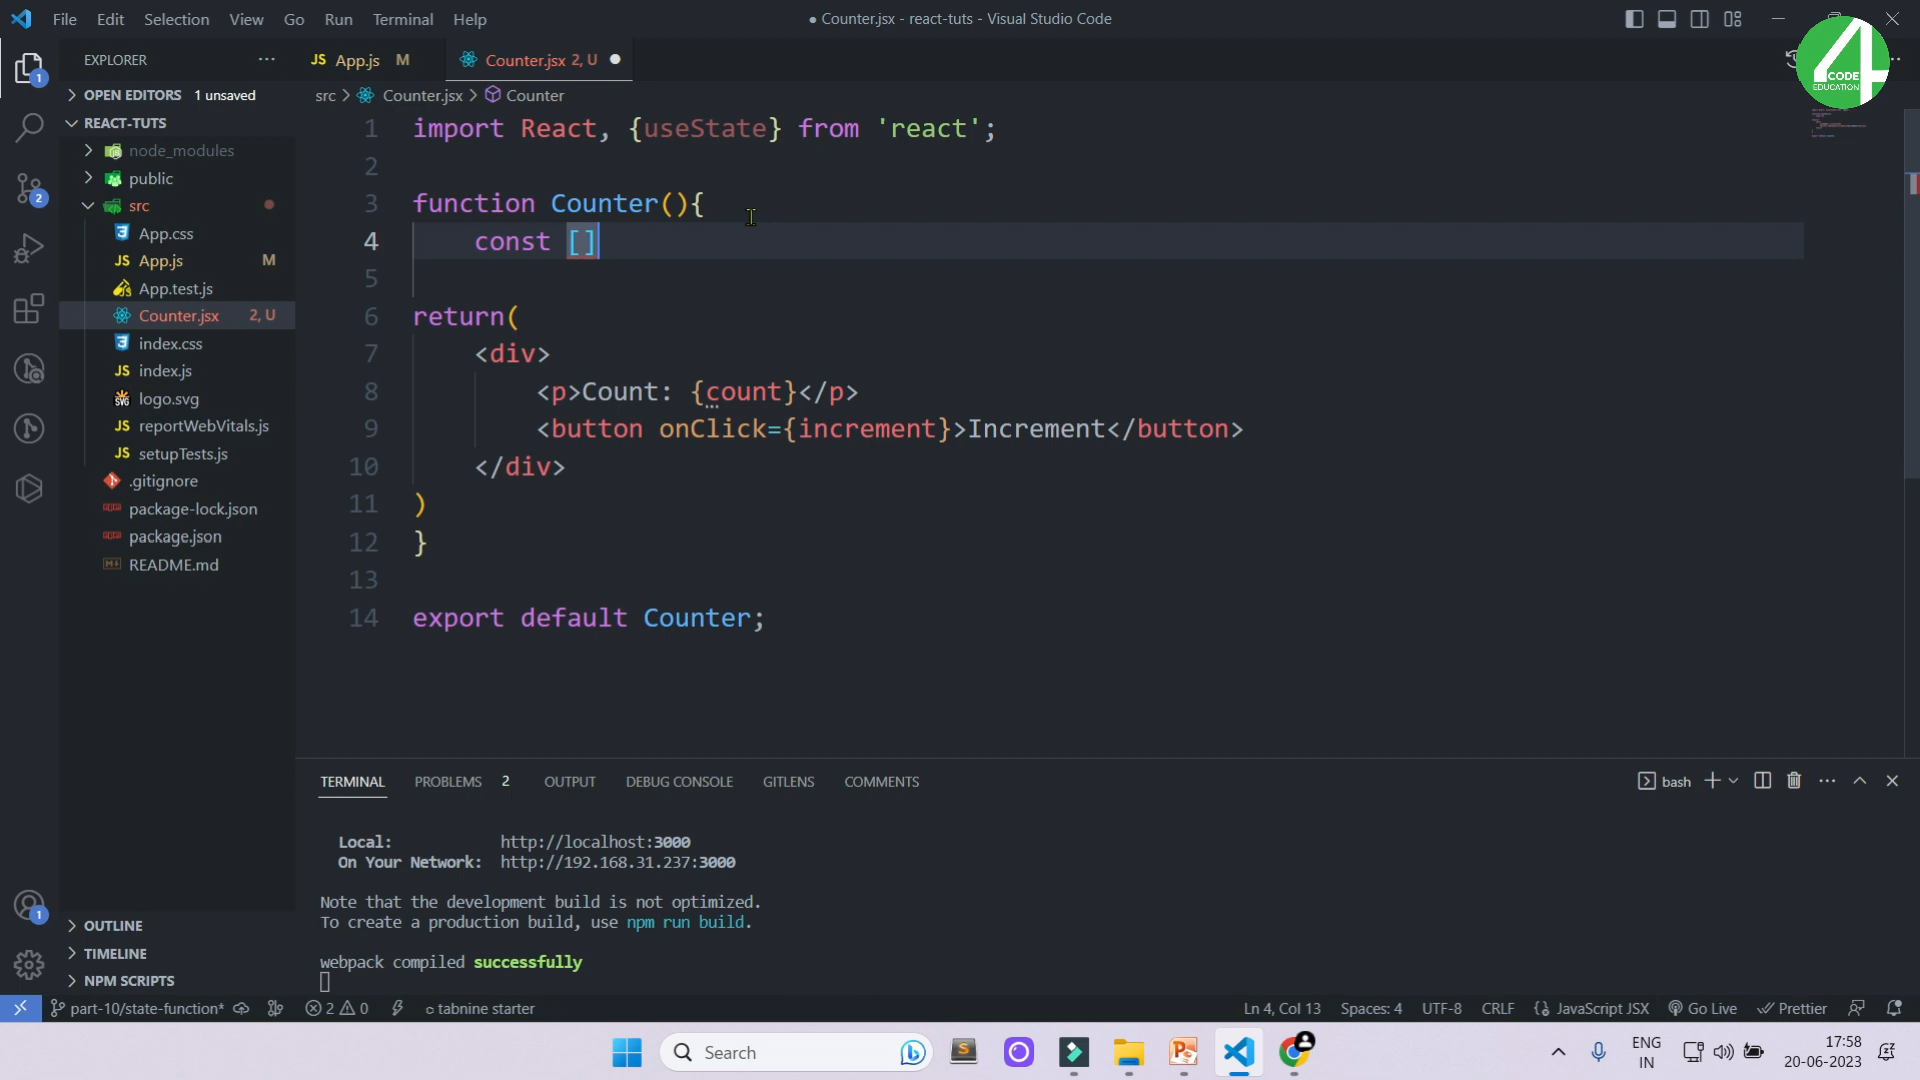 File Edit Selection View Go Run Terminal Help
● Counter.jsx - react-tuts - Visual Studio Code
4 CODE EDUCATION
EXPLORER ···
JS App.js M
Counter.jsx 2, U ●
OPEN EDITORS 1 unsaved
src > Counter.jsx > Counter
REACT-TUTS
node_modules
public
src
App.css
JS App.js M
App.test.js
Counter.jsx 2, U
index.css
JS index.js
logo.svg
JS reportWebVitals.js
JS setupTests.js
.gitignore
package-lock.json
package.json
README.md
OUTLINE
TIMELINE
NPM SCRIPTS
1 import React, {useState} from 'react';
2
3 function Counter(){
4 const []
5
6 return(
7 <div>
8 <p>Count: {count}</p>
9 <button onClick={increment}>Increment</button>
10 </div>
11 )
12 }
13
14 export default Counter;
TERMINAL PROBLEMS 2 OUTPUT DEBUG CONSOLE GITLENS COMMENTS
bash
Local: http://localhost:3000
On Your Network: http://192.168.31.237:3000
Note that the development build is not optimized.
To create a production build, use npm run build.
webpack compiled successfully
part-10/state-function* 2 0 tabnine starter
Ln 4, Col 13 Spaces: 4 UTF-8 CRLF JavaScript JSX Go Live Prettier
Search
ENG
IN
17:58
20-06-2023